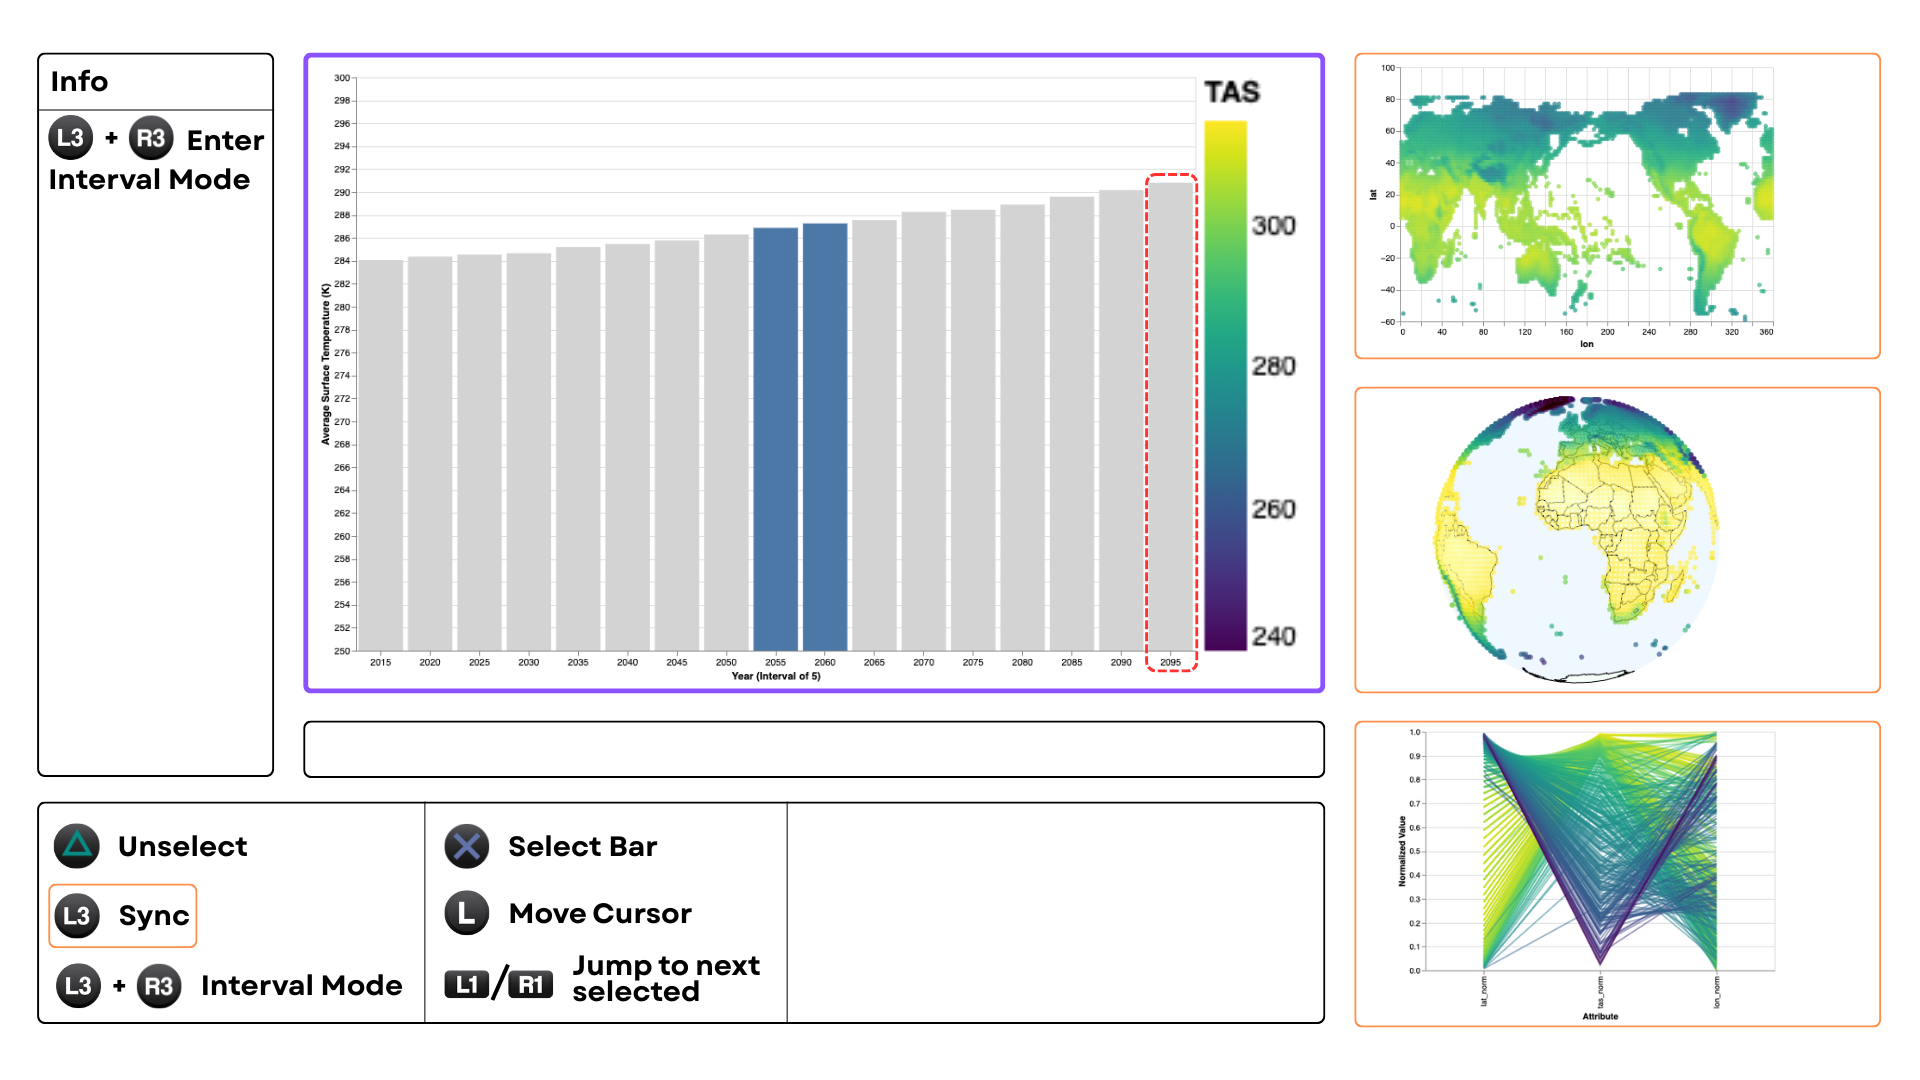 Info
L3 + R3 Enter
Interval Mode
300
298
296
294
292
290
288
286
284
282
280
278
276
274
272
270
268
266
264
262
260
258
256
254
252
250
Average Surface Temperature (K)
2015 2020 2025 2030 2035 2040 2045 2050 2055 2060 2065 2070 2075 2080 2085 2090 2095
Year (Interval of 5)
TAS
300
280
260
240
100
80
60
40
20
0
−20
−40
−60
lat
0 40 80 120 160 200 240 280 320 360
lon
1.0
0.9
0.8
0.7
0.6
0.5
0.4
0.3
0.2
0.1
0.0
Normalized Value
lat_norm tas_norm lon_norm
Attribute
Unselect
L3 Sync
L3 + R3 Interval Mode
Select Bar
L Move Cursor
L1/R1 Jump to next
selected